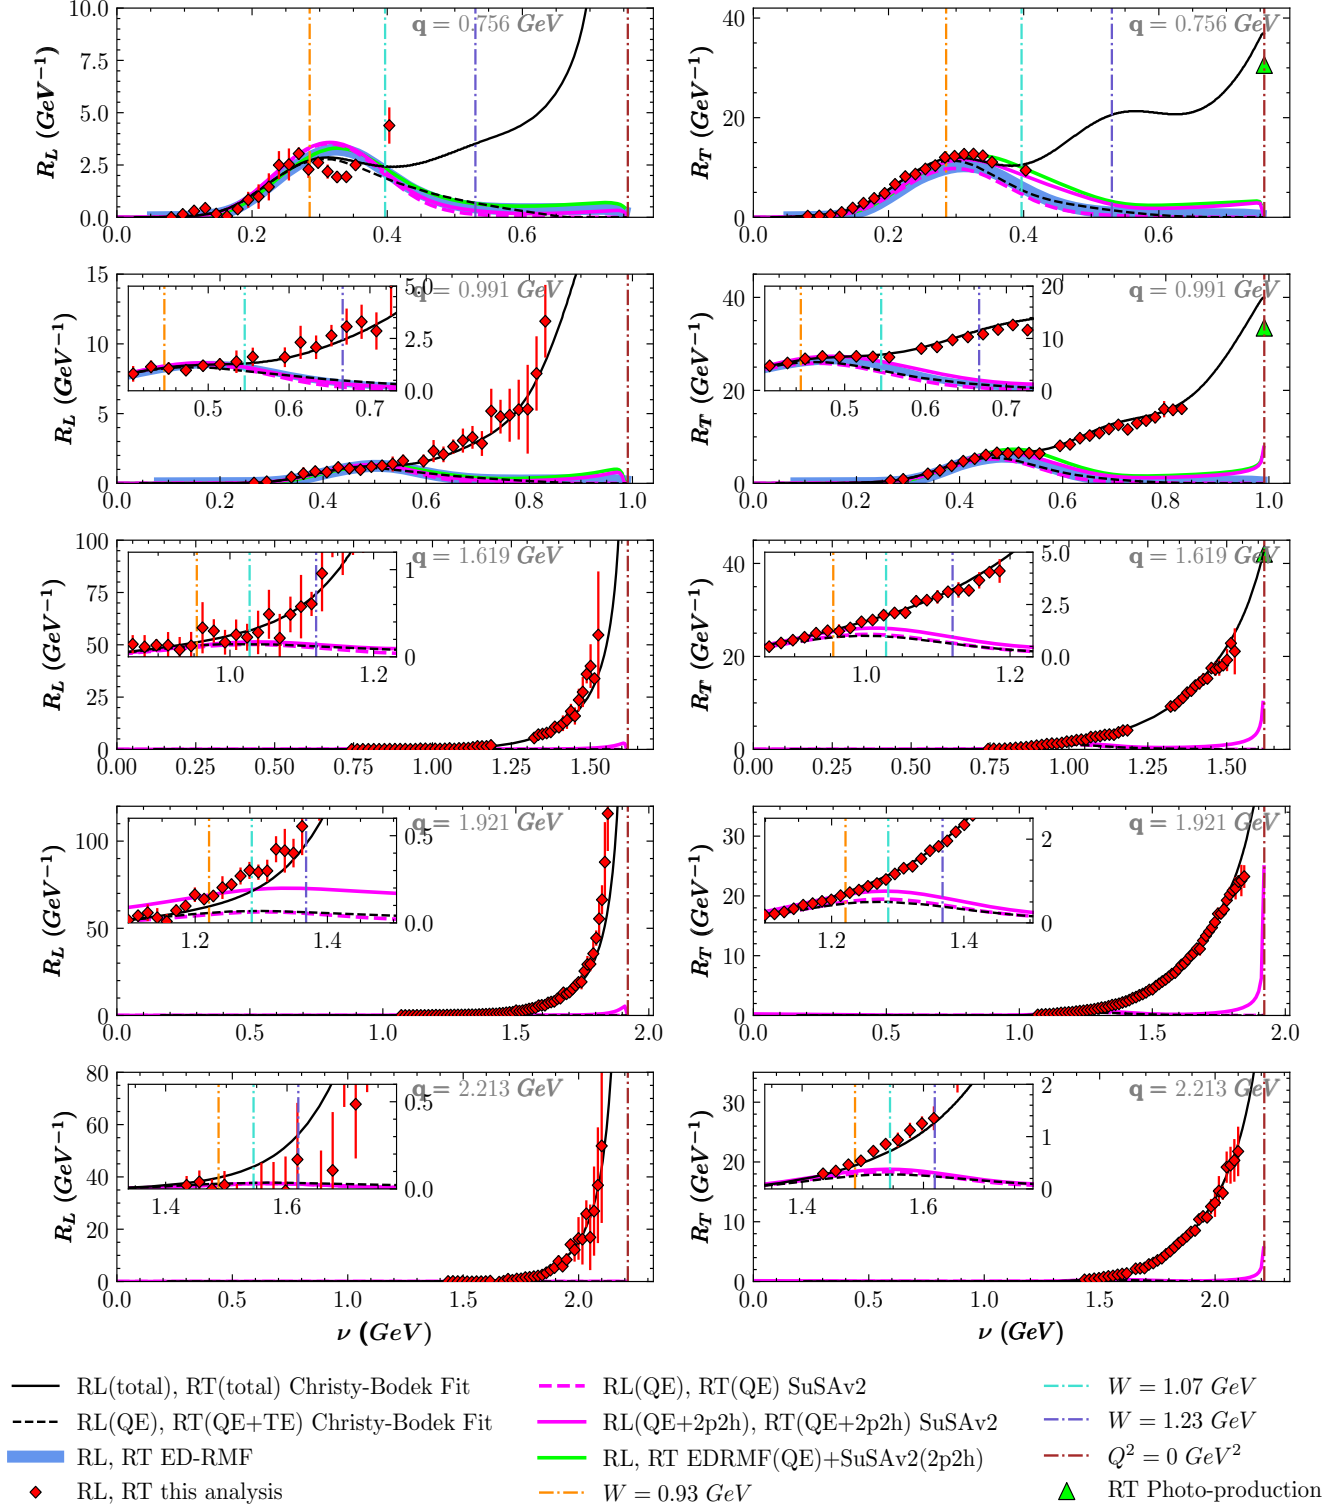 q = 0.756 GeV
R_L (GeV⁻¹)
10.0
7.5
5.0
2.5
0.0
0.0 0.2 0.4 0.6
q = 0.756 GeV
R_T (GeV⁻¹)
40
20
0
0.0 0.2 0.4 0.6
q = 0.991 GeV
R_L (GeV⁻¹)
15
10
5
0
0.0 0.2 0.4 0.6 0.8 1.0
5.0
2.5
0.0
0.5 0.6 0.7
q = 0.991 GeV
R_T (GeV⁻¹)
40
20
0
0.0 0.2 0.4 0.6 0.8 1.0
20
10
0
0.5 0.6 0.7
q = 1.619 GeV
R_L (GeV⁻¹)
100
75
50
25
0
0.00 0.25 0.50 0.75 1.00 1.25 1.50
1
0
1.0 1.2
q = 1.619 GeV
R_T (GeV⁻¹)
40
20
0
0.00 0.25 0.50 0.75 1.00 1.25 1.50
5.0
2.5
0.0
1.0 1.2
q = 1.921 GeV
R_L (GeV⁻¹)
100
50
0
0.0 0.5 1.0 1.5 2.0
0.5
0.0
1.2 1.4
q = 1.921 GeV
R_T (GeV⁻¹)
30
20
10
0
0.0 0.5 1.0 1.5 2.0
2
1
0
1.2 1.4
q = 2.213 GeV
R_L (GeV⁻¹)
80
60
40
20
0
0.0 0.5 1.0 1.5 2.0
0.5
0.0
1.4 1.6
ν (GeV)
q = 2.213 GeV
R_T (GeV⁻¹)
30
20
10
0
0.0 0.5 1.0 1.5 2.0
2
1
0
1.4 1.6
ν (GeV)
RL(total), RT(total) Christy-Bodek Fit
RL(QE), RT(QE+TE) Christy-Bodek Fit
RL, RT ED-RMF
RL, RT this analysis
RL(QE), RT(QE) SuSAv2
RL(QE+2p2h), RT(QE+2p2h) SuSAv2
RL, RT EDRMF(QE)+SuSAv2(2p2h)
W = 0.93 GeV
W = 1.07 GeV
W = 1.23 GeV
Q² = 0 GeV²
RT Photo-production